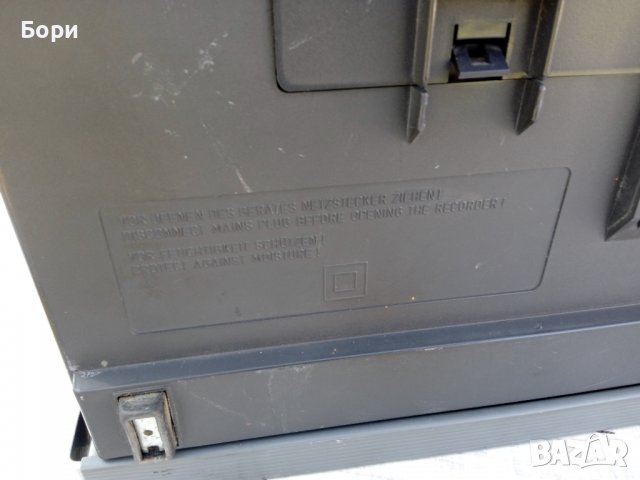 Бори
VOR ÖFFNEN DES GERÄTES NETZSTECKER ZIEHEN!
DISCONNECT MAINS PLUG BEFORE OPENING THE RECORDER!
VOR FEUCHTIGKEIT SCHÜTZEN!
PROTECT AGAINST MOISTURE!
BAZAR